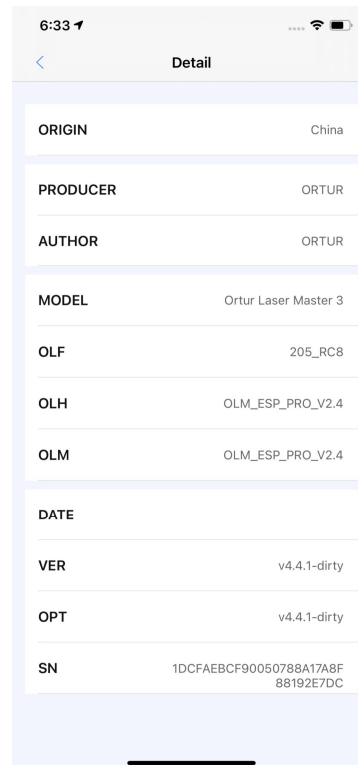 6:33
Detail
ORIGIN China
PRODUCER ORTUR
AUTHOR ORTUR
MODEL Ortur Laser Master 3
OLF 205_RC8
OLH OLM_ESP_PRO_V2.4
OLM OLM_ESP_PRO_V2.4
DATE
VER v4.4.1-dirty
OPT v4.4.1-dirty
SN 1DCFAEBCF90050788A17A8F
88192E7DC